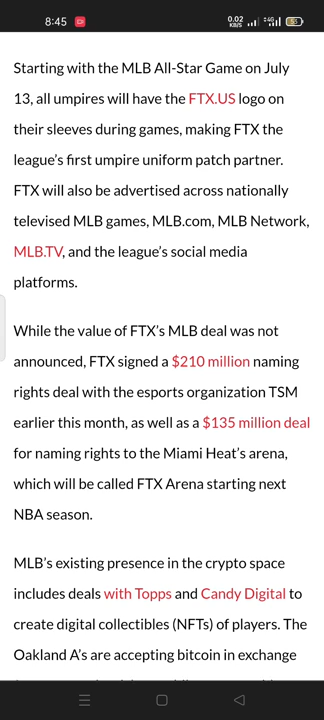 8:45
0.02
KB/S
4G
Starting with the MLB All-Star Game on July
13, all umpires will have the FTX.US logo on
their sleeves during games, making FTX the
league's first umpire uniform patch partner.
FTX will also be advertised across nationally
televised MLB games, MLB.com, MLB Network,
MLB.TV, and the league's social media
platforms.
While the value of FTX's MLB deal was not
announced, FTX signed a $210 million naming
rights deal with the esports organization TSM
earlier this month, as well as a $135 million deal
for naming rights to the Miami Heat's arena,
which will be called FTX Arena starting next
NBA season.
MLB's existing presence in the crypto space
includes deals with Topps and Candy Digital to
create digital collectibles (NFTs) of players. The
Oakland A's are accepting bitcoin in exchange